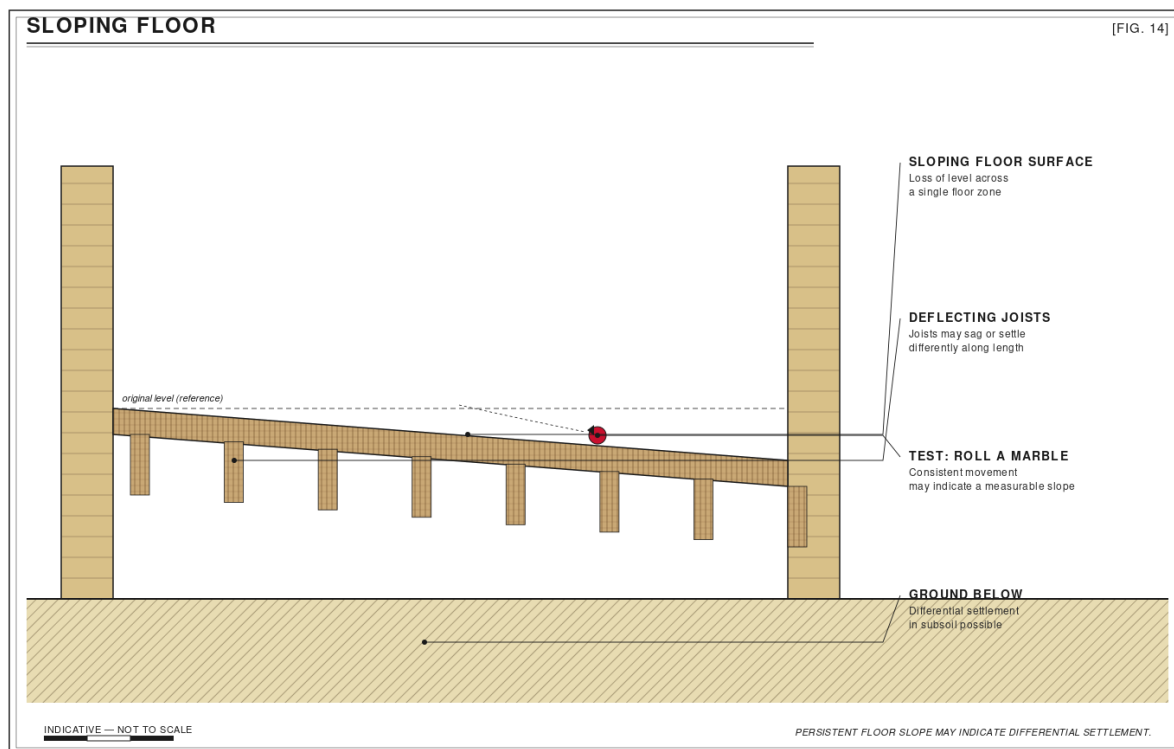 SLOPING FLOOR
[FIG. 14]
SLOPING FLOOR SURFACE
Loss of level across
a single floor zone
DEFLECTING JOISTS
Joists may sag or settle
differently along length
original level (reference)
TEST: ROLL A MARBLE
Consistent movement
may indicate a measurable slope
GROUND BELOW
Differential settlement
in subsoil possible
INDICATIVE — NOT TO SCALE
PERSISTENT FLOOR SLOPE MAY INDICATE DIFFERENTIAL SETTLEMENT.